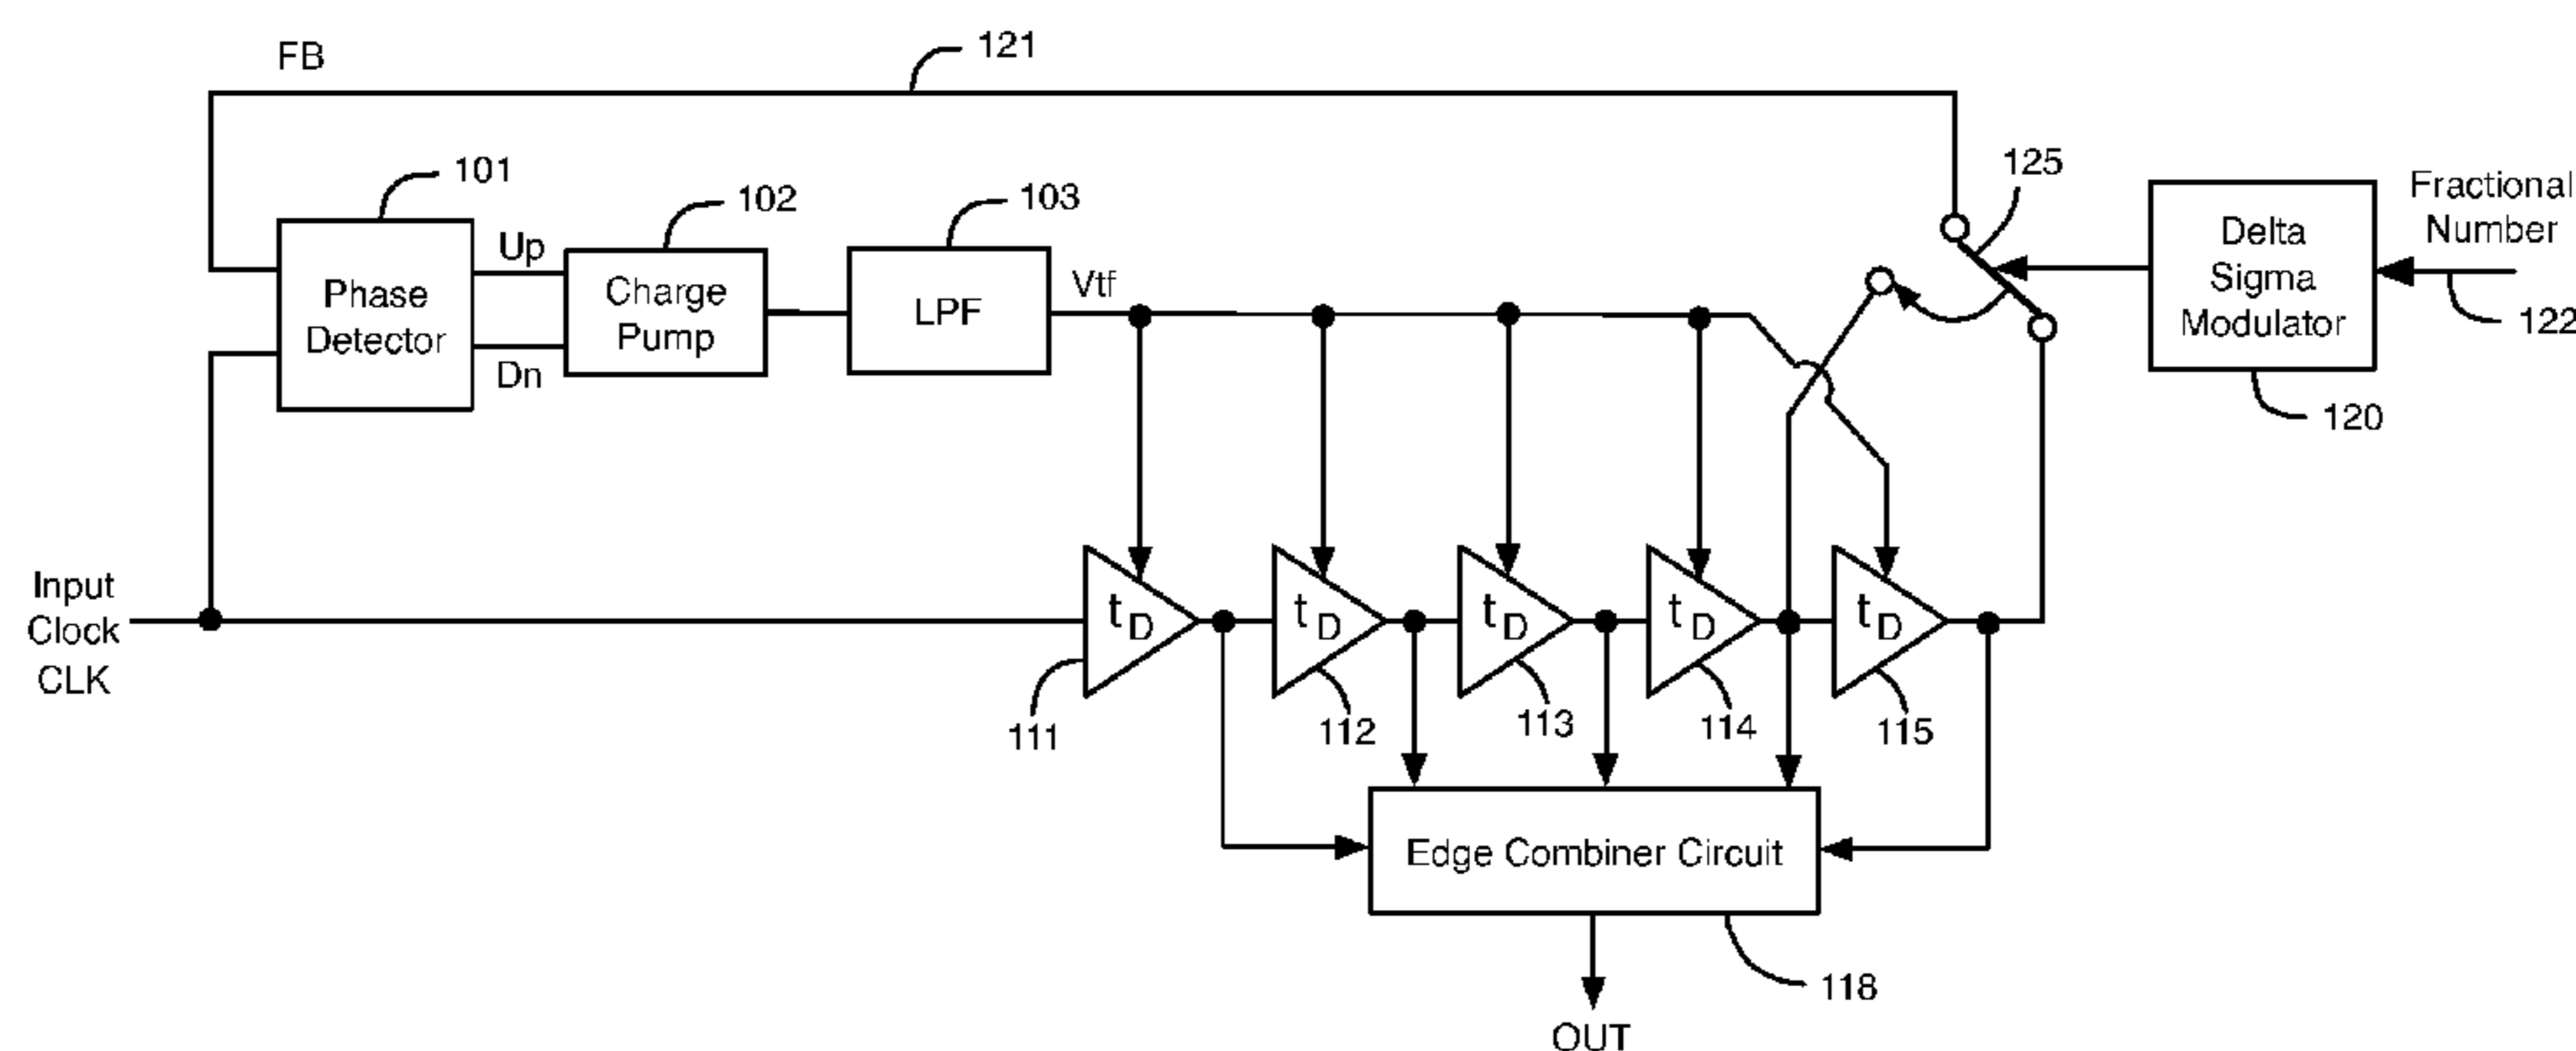 FB
121
101
102
103
125
Fractional
Number
Delta
Sigma
Modulator
122
120
Up
Phase
Detector
Dn
Charge
Pump
LPF
Vtf
Input
Clock
CLK
tD
tD
tD
tD
tD
111
112
113
114
115
Edge Combiner Circuit
118
OUT